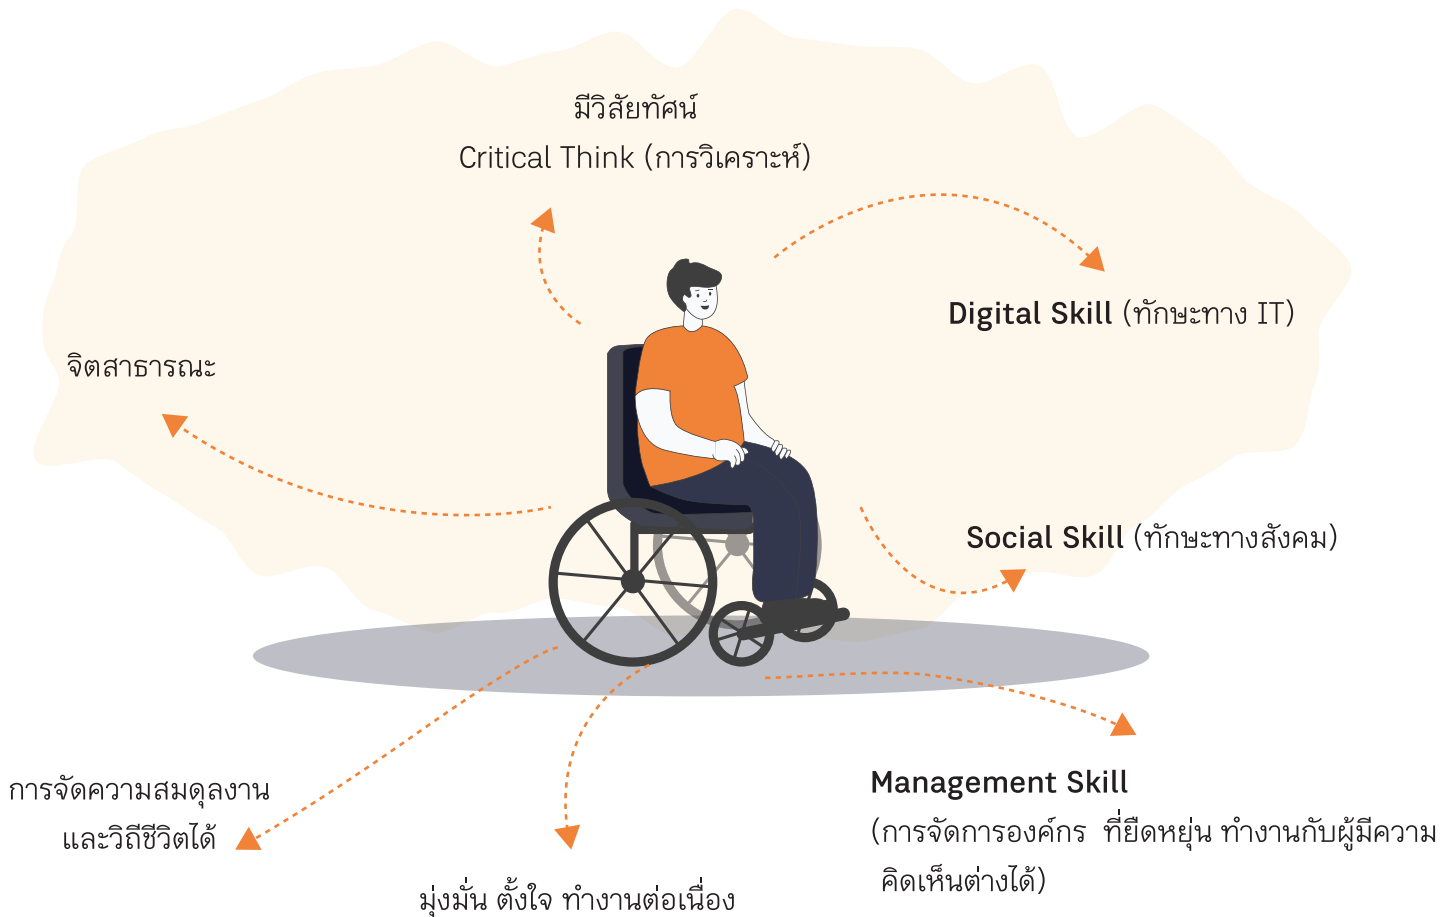 มีวิสัยทัศน์
Critical Think (การวิเคราะห์)
Digital Skill (ทักษะทาง IT)
จิตสาธารณะ
Social Skill (ทักษะทางสังคม)
การจัดความสมดุลงาน
และวิถีชีวิตได้
Management Skill
(การจัดการองค์กร ที่ยืดหยุ่น ทำงานกับผู้มีความ
คิดเห็นต่างได้)
มุ่งมั่น ตั้งใจ ทำงานต่อเนื่อง